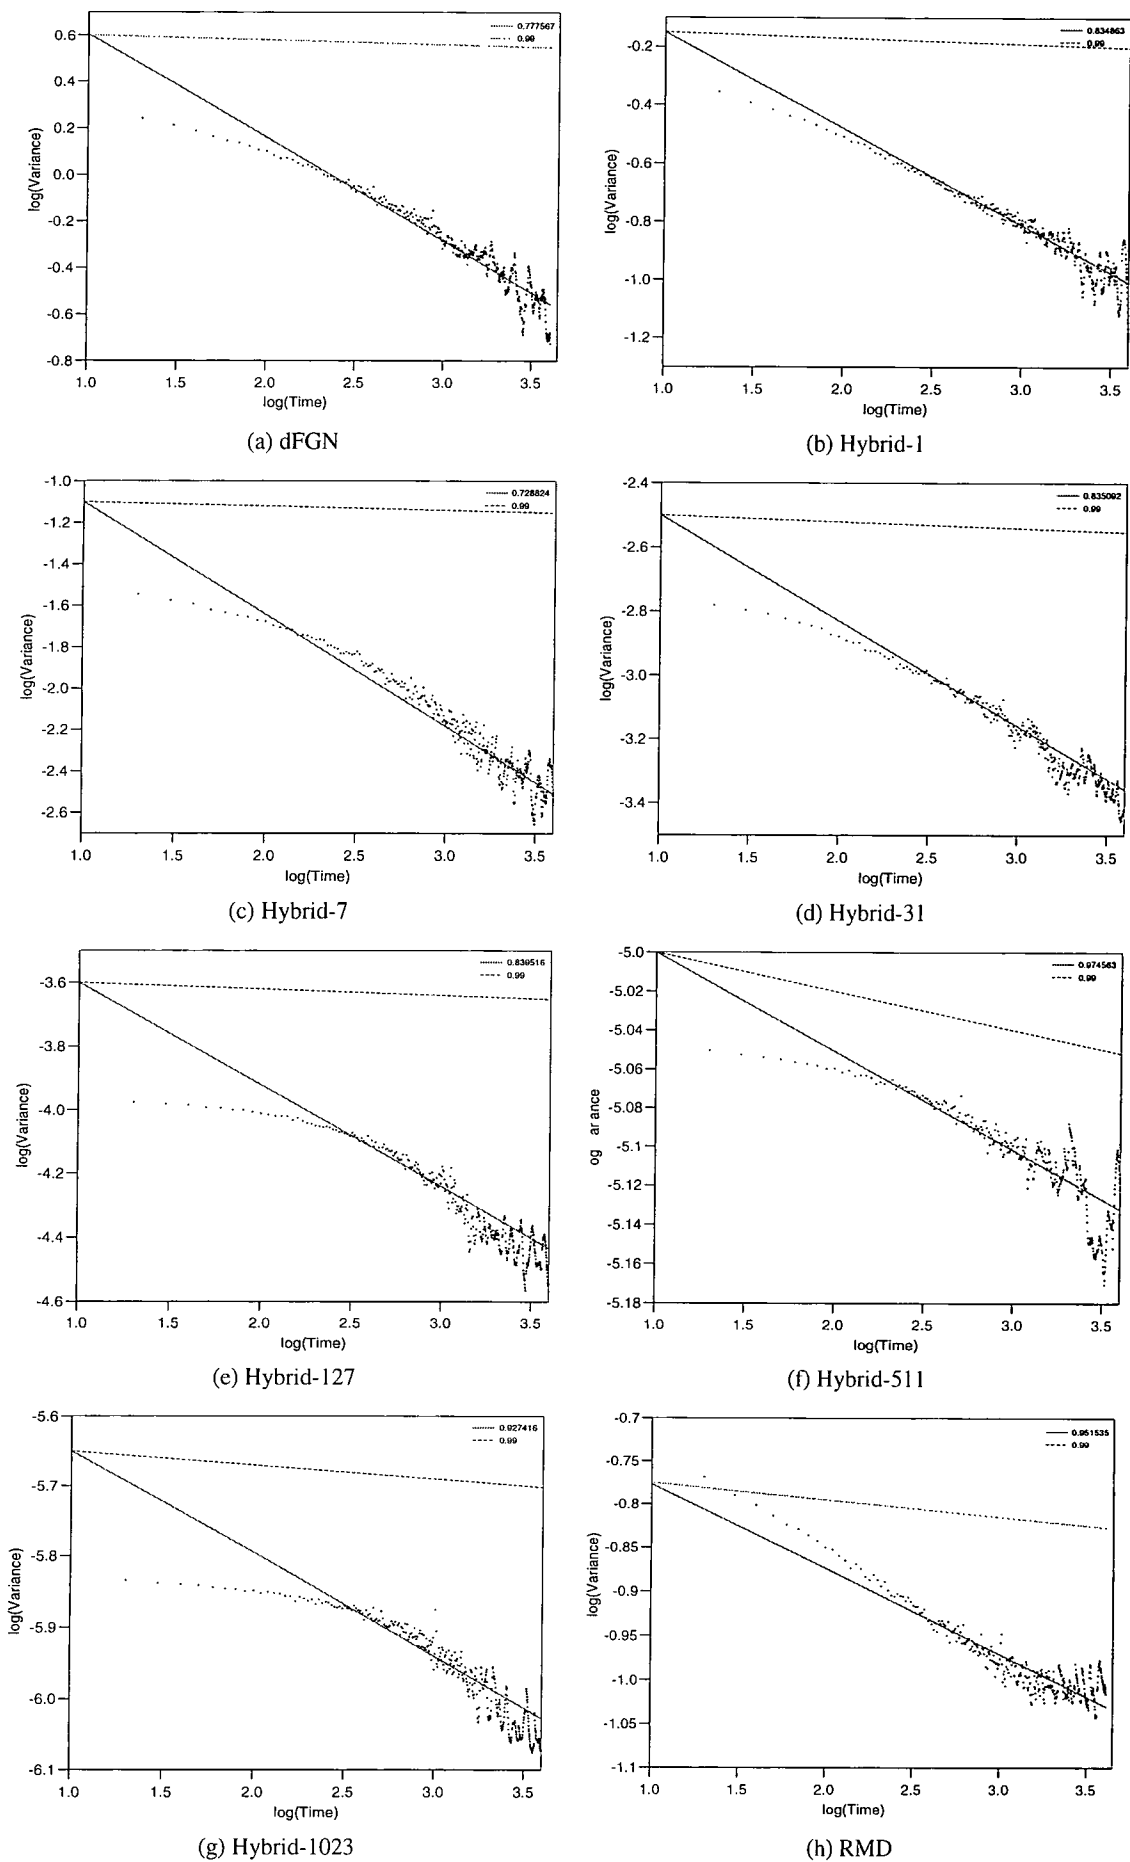 0.777567
0.99
0.6
0.4
0.2
0.0
-0.2
-0.4
-0.6
-0.8
log(Variance)
1.0 1.5 2.0 2.5 3.0 3.5
log(Time)
(a) dFGN
0.834863
0.99
-0.2
-0.4
-0.6
-0.8
-1.0
-1.2
log(Variance)
1.0 1.5 2.0 2.5 3.0 3.5
log(Time)
(b) Hybrid-1
0.728824
0.99
-1.0
-1.2
-1.4
-1.6
-1.8
-2.0
-2.2
-2.4
-2.6
log(Variance)
1.0 1.5 2.0 2.5 3.0 3.5
log(Time)
(c) Hybrid-7
0.835092
0.99
-2.4
-2.6
-2.8
-3.0
-3.2
-3.4
log(Variance)
1.0 1.5 2.0 2.5 3.0 3.5
log(Time)
(d) Hybrid-31
0.839516
0.99
-3.6
-3.8
-4.0
-4.2
-4.4
-4.6
log(Variance)
1.0 1.5 2.0 2.5 3.0 3.5
log(Time)
(e) Hybrid-127
0.974563
0.99
-5.0
-5.02
-5.04
-5.06
-5.08
-5.1
-5.12
-5.14
-5.16
-5.18
og ar ance
1.0 1.5 2.0 2.5 3.0 3.5
log(Time)
(f) Hybrid-511
0.927416
0.99
-5.6
-5.7
-5.8
-5.9
-6.0
-6.1
log(Variance)
1.0 1.5 2.0 2.5 3.0 3.5
log(Time)
(g) Hybrid-1023
0.951535
0.99
-0.7
-0.8
-0.85
-0.9
-0.95
-1.0
-1.05
-1.1
log(Variance)
1.0 1.5 2.0 2.5 3.0 3.5
log(Time)
(h) RMD